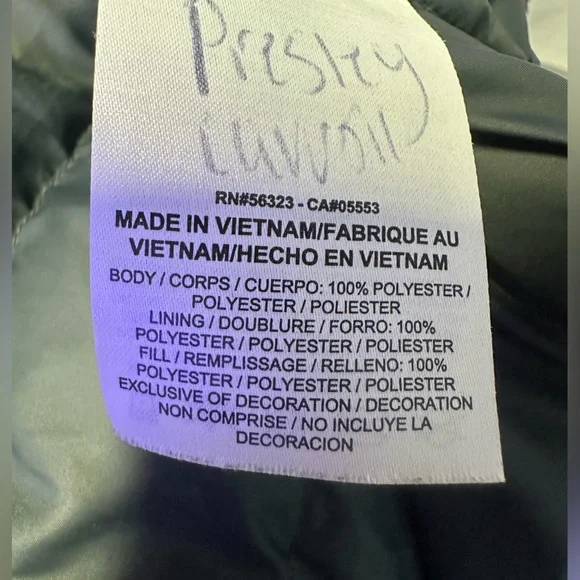 Presley
RN#56323 - CA#05553
MADE IN VIETNAM/FABRIQUE AU
VIETNAM/HECHO EN VIETNAM
BODY / CORPS / CUERPO: 100% POLYESTER /
POLYESTER / POLIESTER
LINING / DOUBLURE / FORRO: 100%
POLYESTER / POLYESTER / POLIESTER
FILL / REMPLISSAGE / RELLENO: 100%
POLYESTER / POLYESTER / POLIESTER
EXCLUSIVE OF DECORATION / DECORATION
NON COMPRISE / NO INCLUYE LA
DECORACION